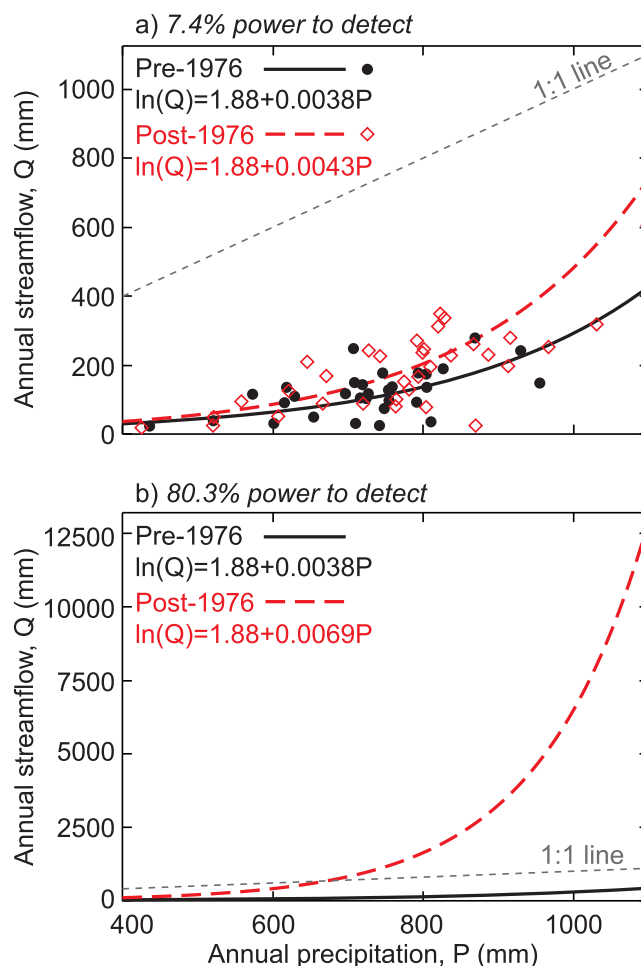 a) 7.4% power to detect
Pre-1976
ln(Q)=1.88+0.0038P
Post-1976
ln(Q)=1.88+0.0043P
1:1 line
Annual streamflow, Q (mm)
1000
800
600
400
200
0
b) 80.3% power to detect
Pre-1976
ln(Q)=1.88+0.0038P
Post-1976
ln(Q)=1.88+0.0069P
1:1 line
Annual streamflow, Q (mm)
12500
10000
7500
5000
2500
0
400 600 800 1000
Annual precipitation, P (mm)